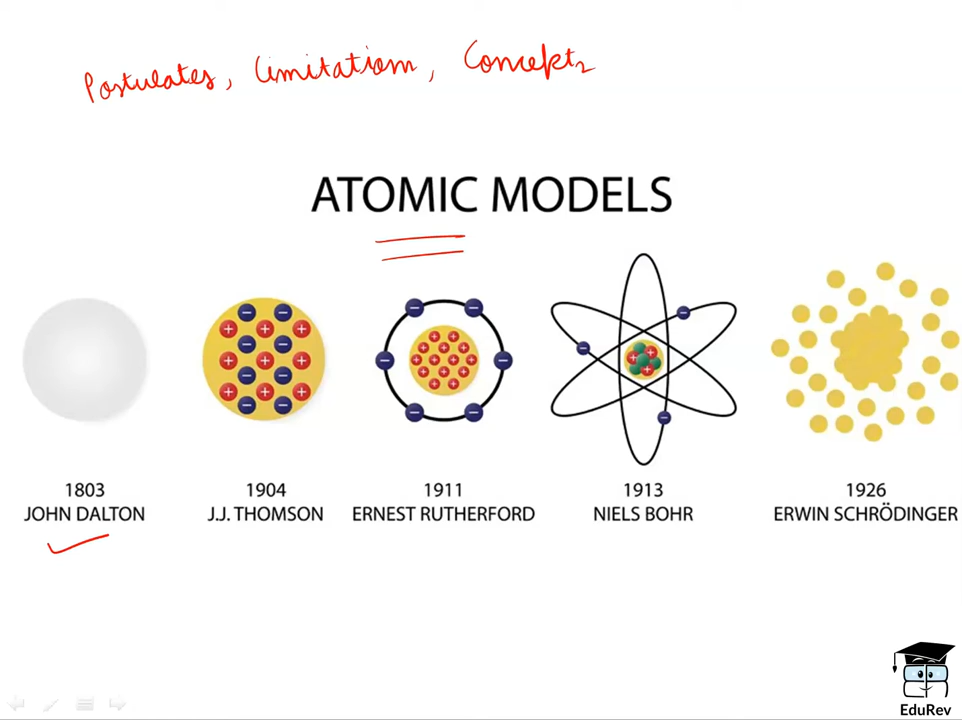 Postulates, Limitation, Concepts
ATOMIC MODELS
1803
JOHN DALTON
1904
J.J. THOMSON
1911
ERNEST RUTHERFORD
1913
NIELS BOHR
1926
ERWIN SCHRÖDINGER
EduRev